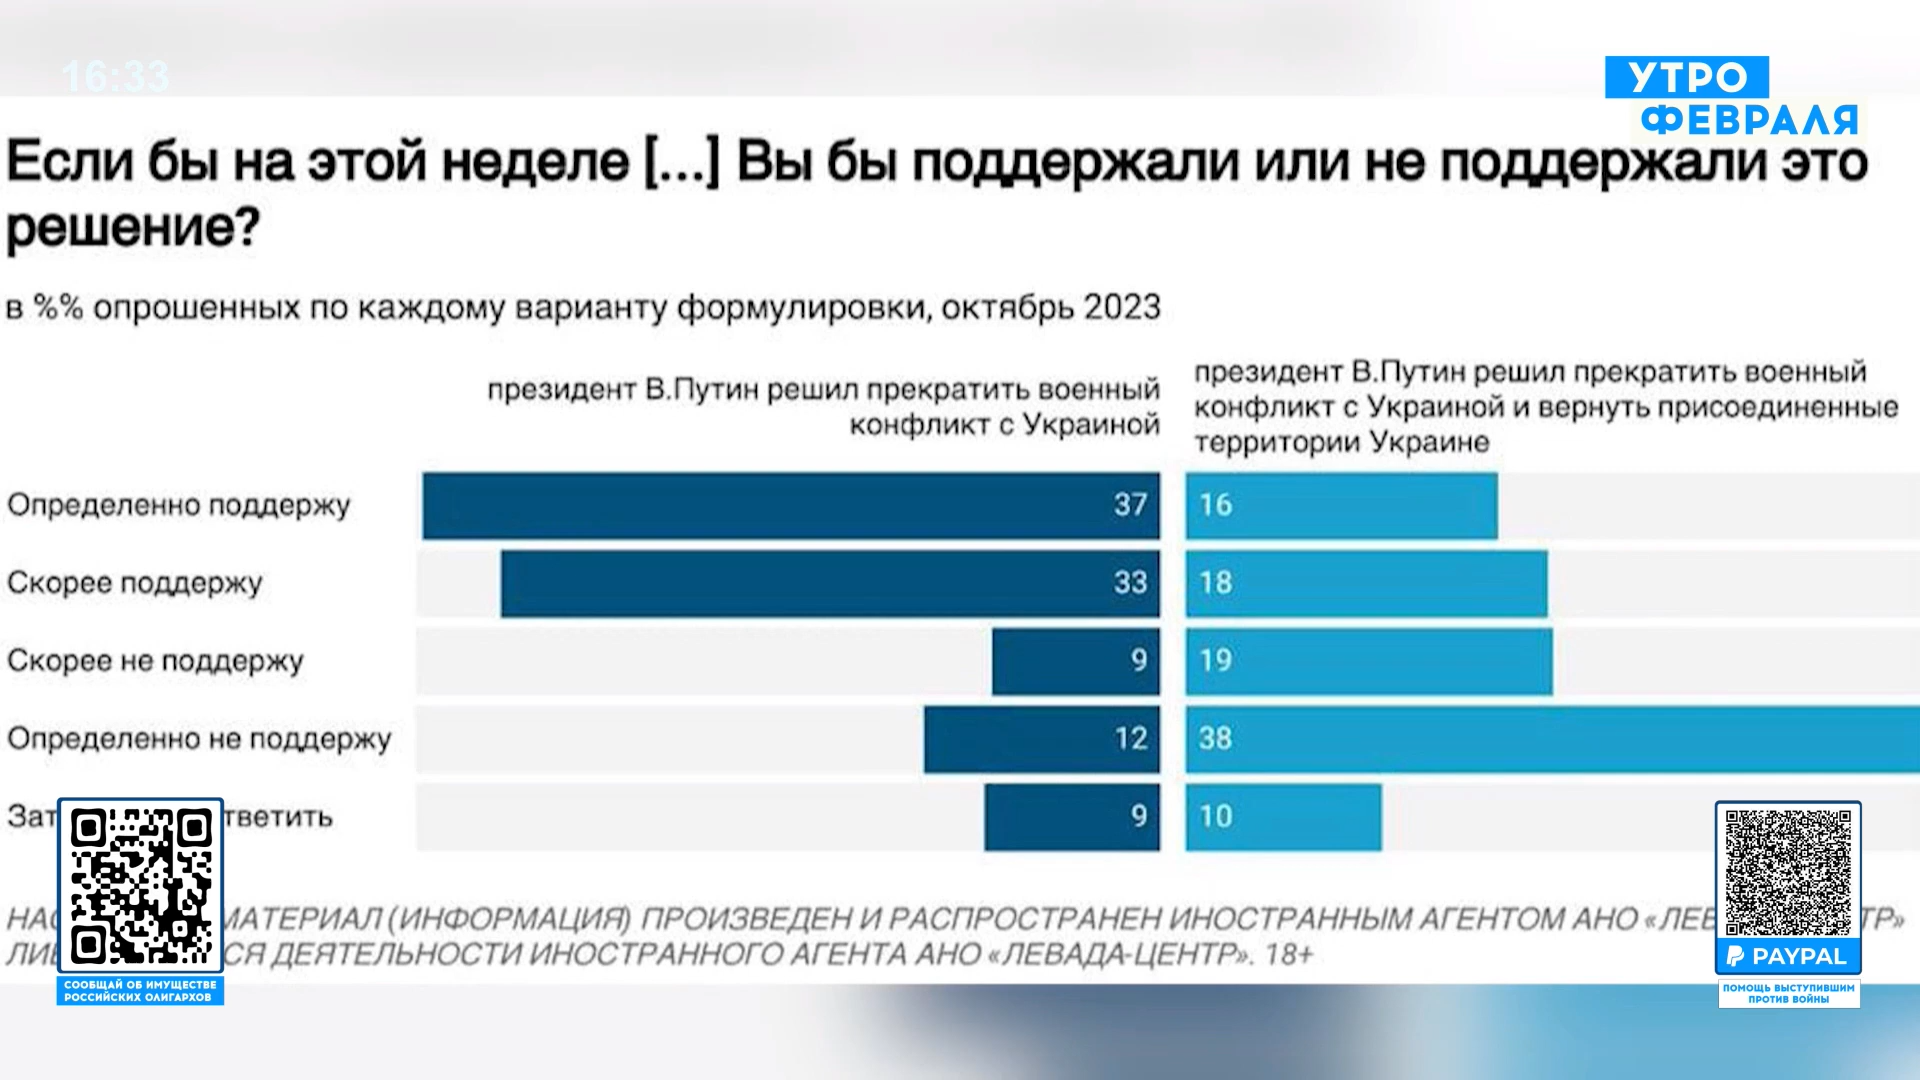 16:33
УТРО
ФЕВРАЛЯ
Если бы на этой неделе [...] Вы бы поддержали или не поддержали это
решение?
в %% опрошенных по каждому варианту формулировки, октябрь 2023
президент В.Путин решил прекратить военный
конфликт с Украиной
президент В.Путин решил прекратить военный
конфликт с Украиной и вернуть присоединенные
территории Украине
Определенно поддержу 37 16
Скорее поддержу 33 18
Скорее не поддержу 9 19
Определенно не поддержу 12 38
9 10
МАТЕРИАЛ (ИНФОРМАЦИЯ) ПРОИЗВЕДЕН И РАСПРОСТРАНЕН ИНОСТРАННЫМ АГЕНТОМ АНО
ДЕЯТЕЛЬНОСТИ ИНОСТРАННОГО АГЕНТА АНО «ЛЕВАДА-ЦЕНТР». 18+
СООБЩАЙ ОБ ИМУЩЕСТВЕ
РОССИЙСКИХ ОЛИГАРХОВ
PAYPAL
ПОМОЩЬ ВЫСТУПИВШИМ
ПРОТИВ ВОЙНЫ